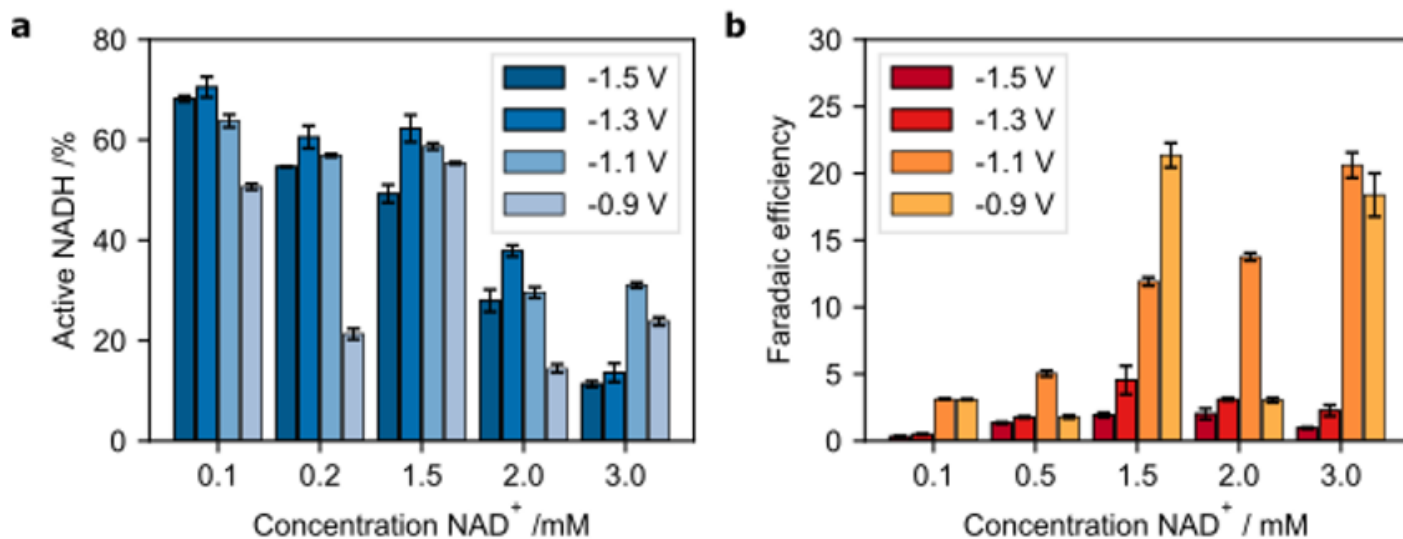 a
80
60
40
20
0
Active NADH /%
-1.5 V
-1.3 V
-1.1 V
-0.9 V
0.1 0.2 1.5 2.0 3.0
Concentration NAD+ /mM
b
30
25
20
15
10
5
0
Faradaic efficiency
-1.5 V
-1.3 V
-1.1 V
-0.9 V
0.1 0.5 1.5 2.0 3.0
Concentration NAD+ / mM